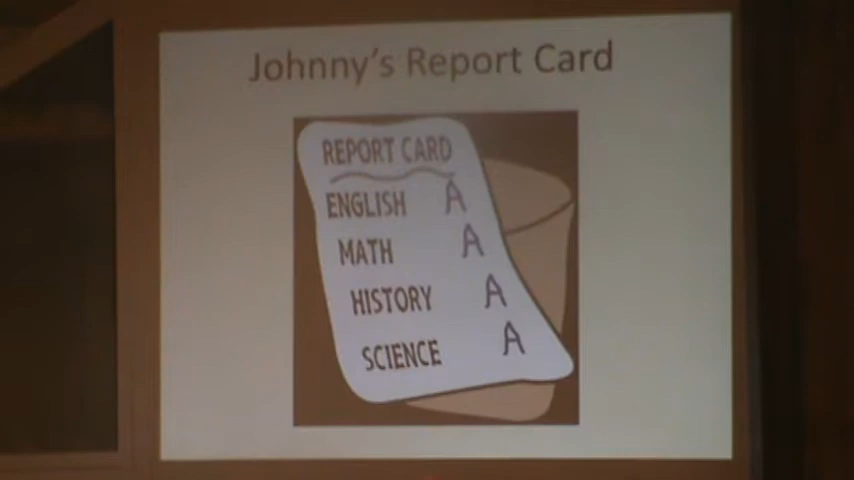 Johnny's Report Card
REPORT CARD
ENGLISH A
MATH A
HISTORY A
SCIENCE A